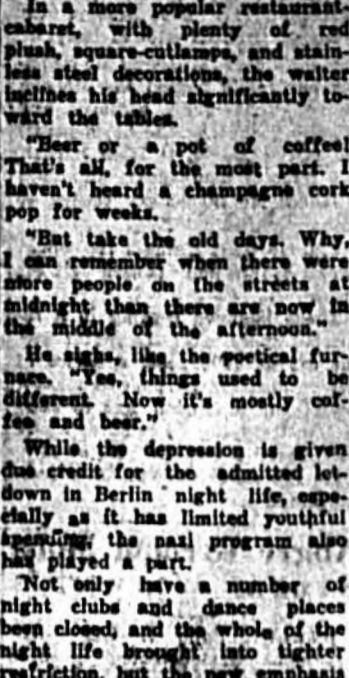 In a more popular restaurant-
cabaret, with plenty of red
plush, square-cutlamps, and stain-
less steel decorations, the waiter
inclines his head significantly to-
ward the tables.
"Beer or a pot of coffee!
That's all, for the most part. I
haven't heard a champagne cork
pop for weeks.
"But take the old days. Why,
I can remember when there were
more people on the streets at
midnight than there are now in
the middle of the afternoon."
He sighs, like the poetical fur-
nace. "Yes, things used to be
different. Now it's mostly cof-
fee and beer."
While the depression is given
due credit for the admitted let-
down in Berlin night life, espe-
cially as it has limited youthful
spending, the nazi program also
has played a part.
Not only have a number of
night clubs and dance places
been closed, and the whole of the
night life brought into tighter
restriction, but the new emphasis